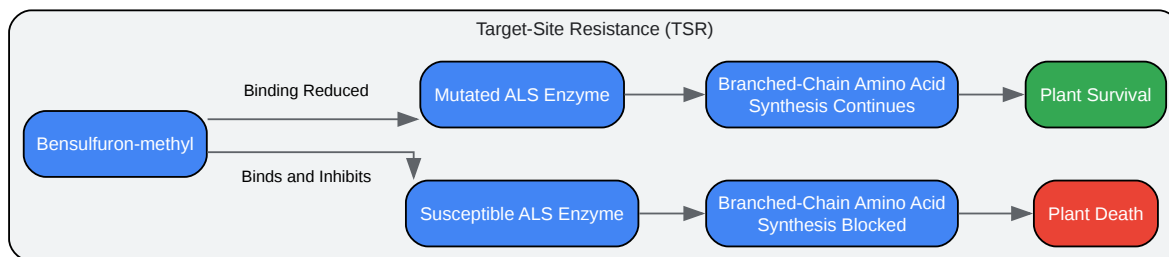 Target-Site Resistance (TSR)
Bensulfuron-methyl
Binding Reduced
Mutated ALS Enzyme
Branched-Chain Amino Acid
Synthesis Continues
Plant Survival
Binds and Inhibits
Susceptible ALS Enzyme
Branched-Chain Amino Acid
Synthesis Blocked
Plant Death